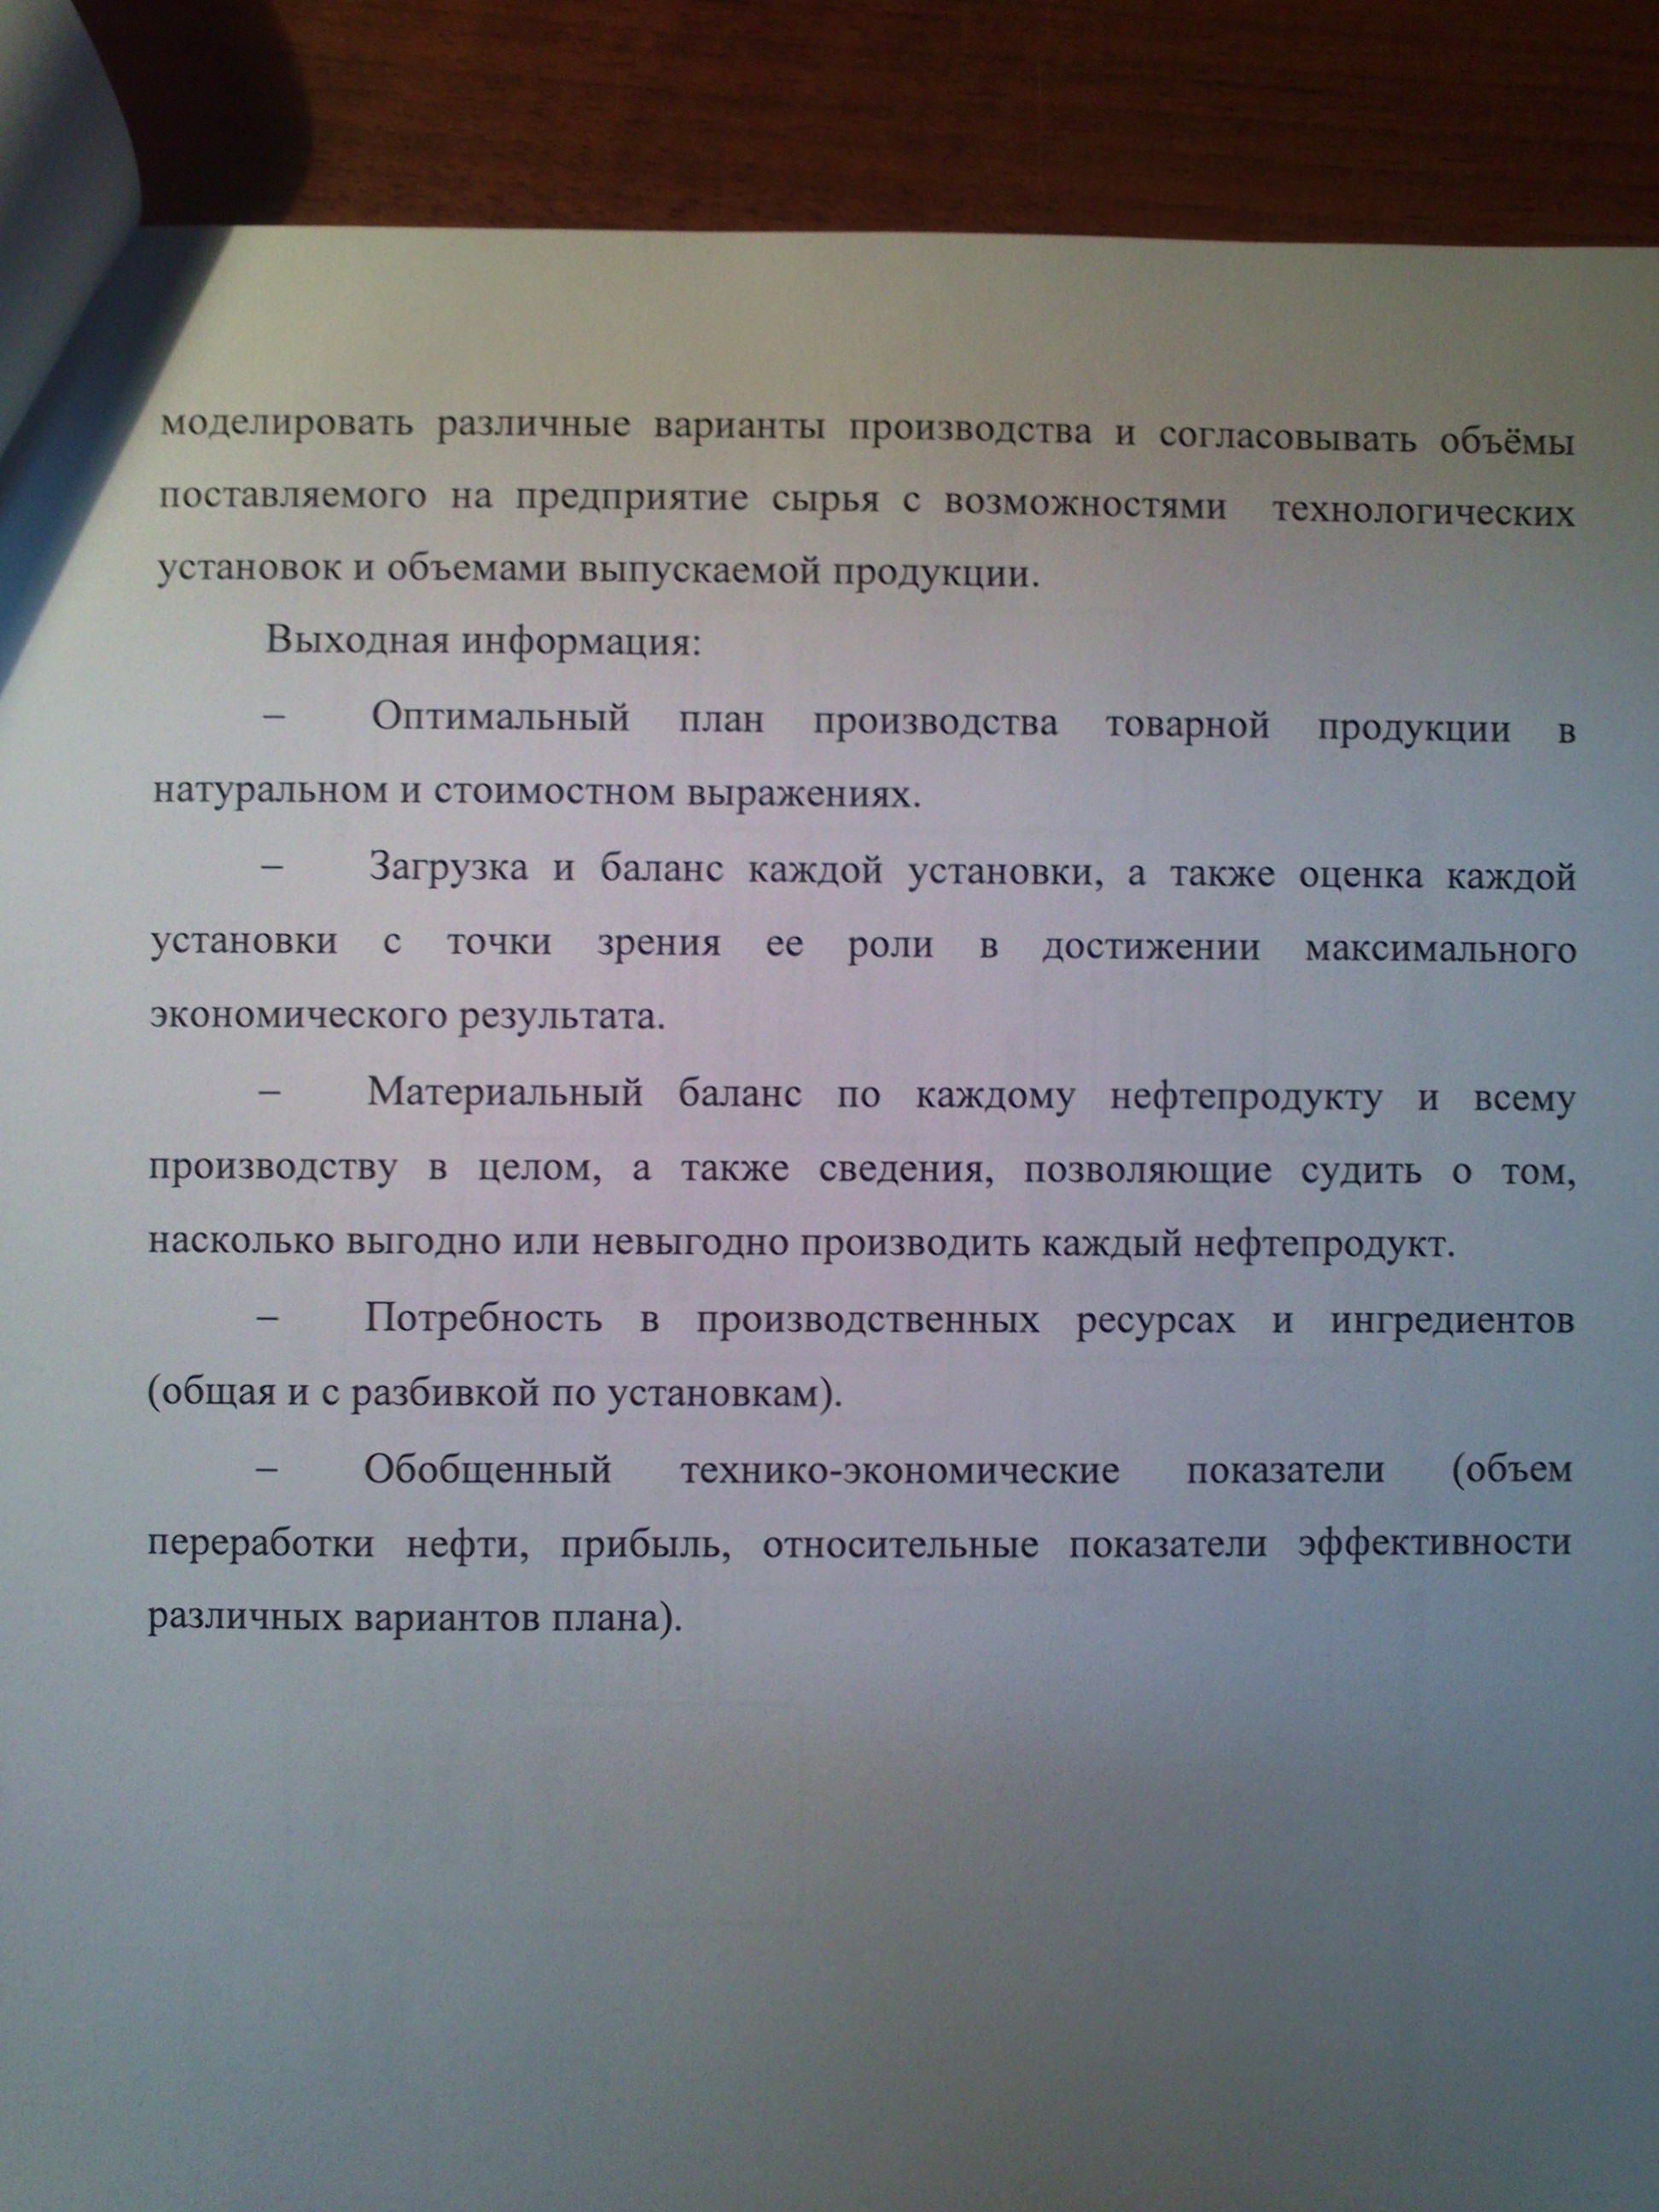 моделировать различные варианты производства и согласовывать объёмы
поставляемого на предприятие сырья с возможностями технологических
установок и объемами выпускаемой продукции.
Выходная информация:
– Оптимальный план производства товарной продукции в
натуральном и стоимостном выражениях.
– Загрузка и баланс каждой установки, а также оценка каждой
установки с точки зрения ее роли в достижении максимального
экономического результата.
– Материальный баланс по каждому нефтепродукту и всему
производству в целом, а также сведения, позволяющие судить о том,
насколько выгодно или невыгодно производить каждый нефтепродукт.
– Потребность в производственных ресурсах и ингредиентов
(общая и с разбивкой по установкам).
– Обобщенный технико-экономические показатели (объем
переработки нефти, прибыль, относительные показатели эффективности
различных вариантов плана).